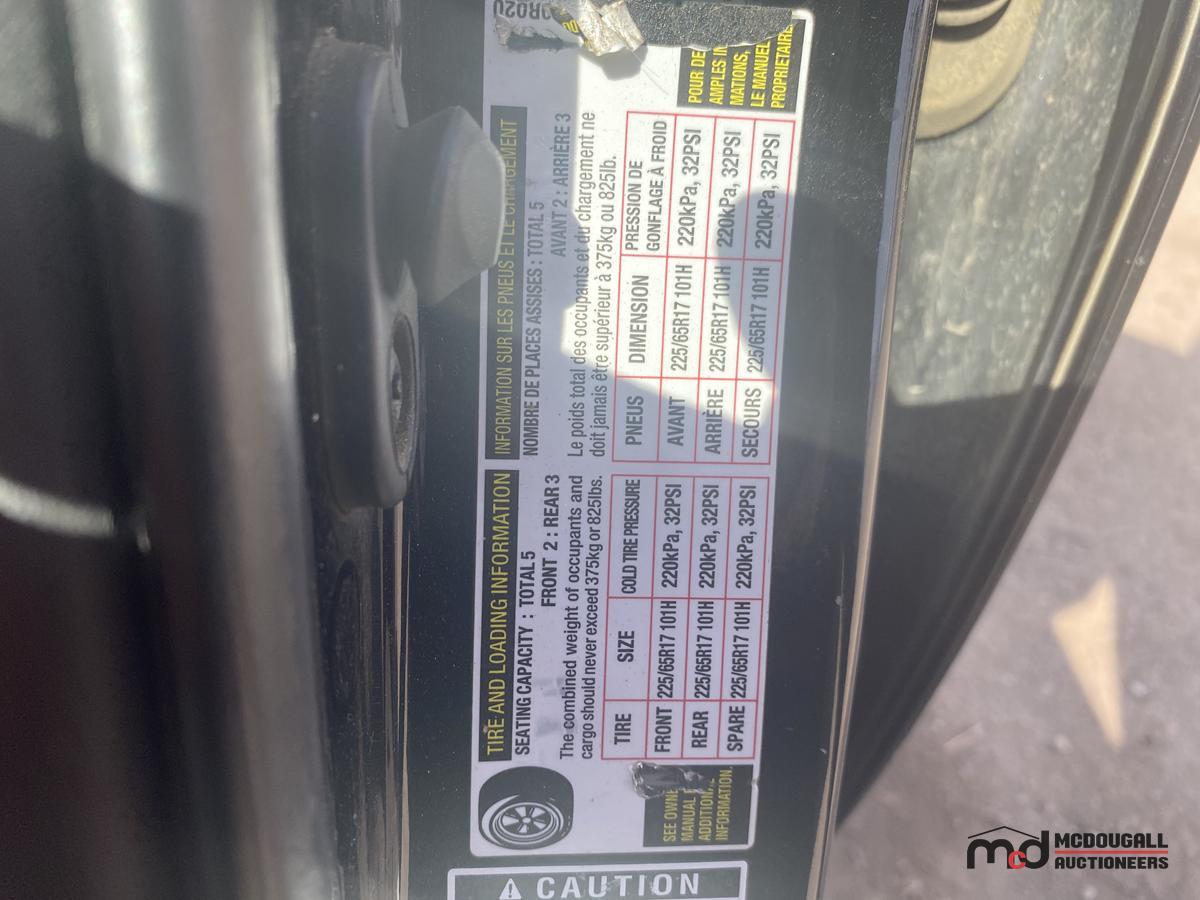 TIRE AND LOADING INFORMATION
SEATING CAPACITY : TOTAL 5
FRONT 2 : REAR 3
The combined weight of occupants and
cargo should never exceed 375kg or 825lbs.
TIRE SIZE COLD TIRE PRESSURE
FRONT 225/65R17 101H 220kPa, 32PSI
REAR 225/65R17 101H 220kPa, 32PSI
SPARE 225/65R17 101H 220kPa, 32PSI
SEE OWNE
MANUAL
ADDITIONA
INFORMATION.
INFORMATION SUR LES PNEUS ET LE CHARGEMENT
NOMBRE DE PLACES ASSISES : TOTAL 5
AVANT 2 : ARRIÈRE 3
Le poids total des occupants et du chargement ne
doit jamais être supérieur à 375kg ou 825lb.
PNEUS DIMENSION PRESSION DE
GONFLAGE À FROID
AVANT 225/65R17 101H 220kPa, 32PSI
ARRIÈRE 225/65R17 101H 220kPa, 32PSI
SECOURS 225/65R17 101H 220kPa, 32PSI
POUR DE
AMPLES IN
MATIONS,
LE MANUEL
PROPRIETAIRE
CAUTION
mcd MCDOUGALL
AUCTIONEERS